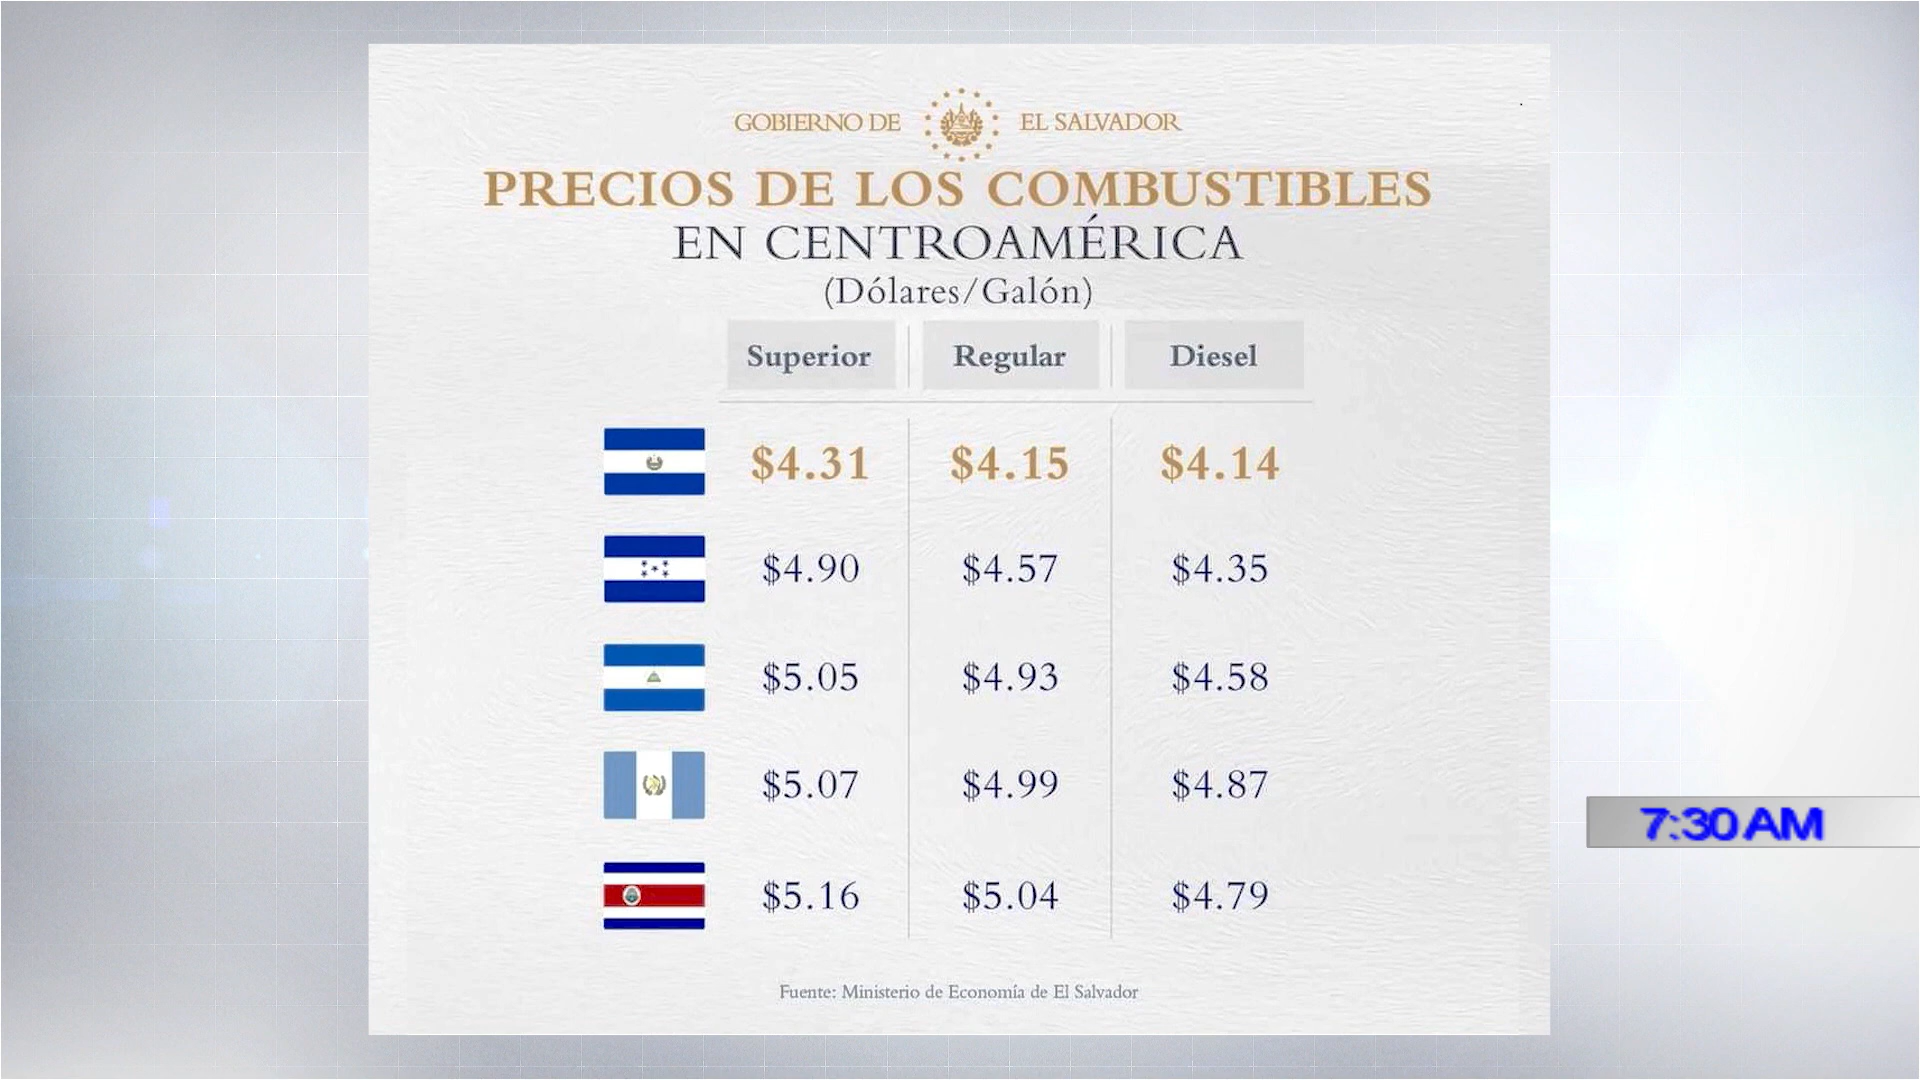 GOBIERNO DE EL SALVADOR
PRECIOS DE LOS COMBUSTIBLES
EN CENTROAMÉRICA
(Dólares/Galón)
Superior Regular Diesel
$4.31 $4.15 $4.14
$4.90 $4.57 $4.35
$5.05 $4.93 $4.58
$5.07 $4.99 $4.87
7:30 AM
$5.16 $5.04 $4.79
Fuente: Ministerio de Economía de El Salvador